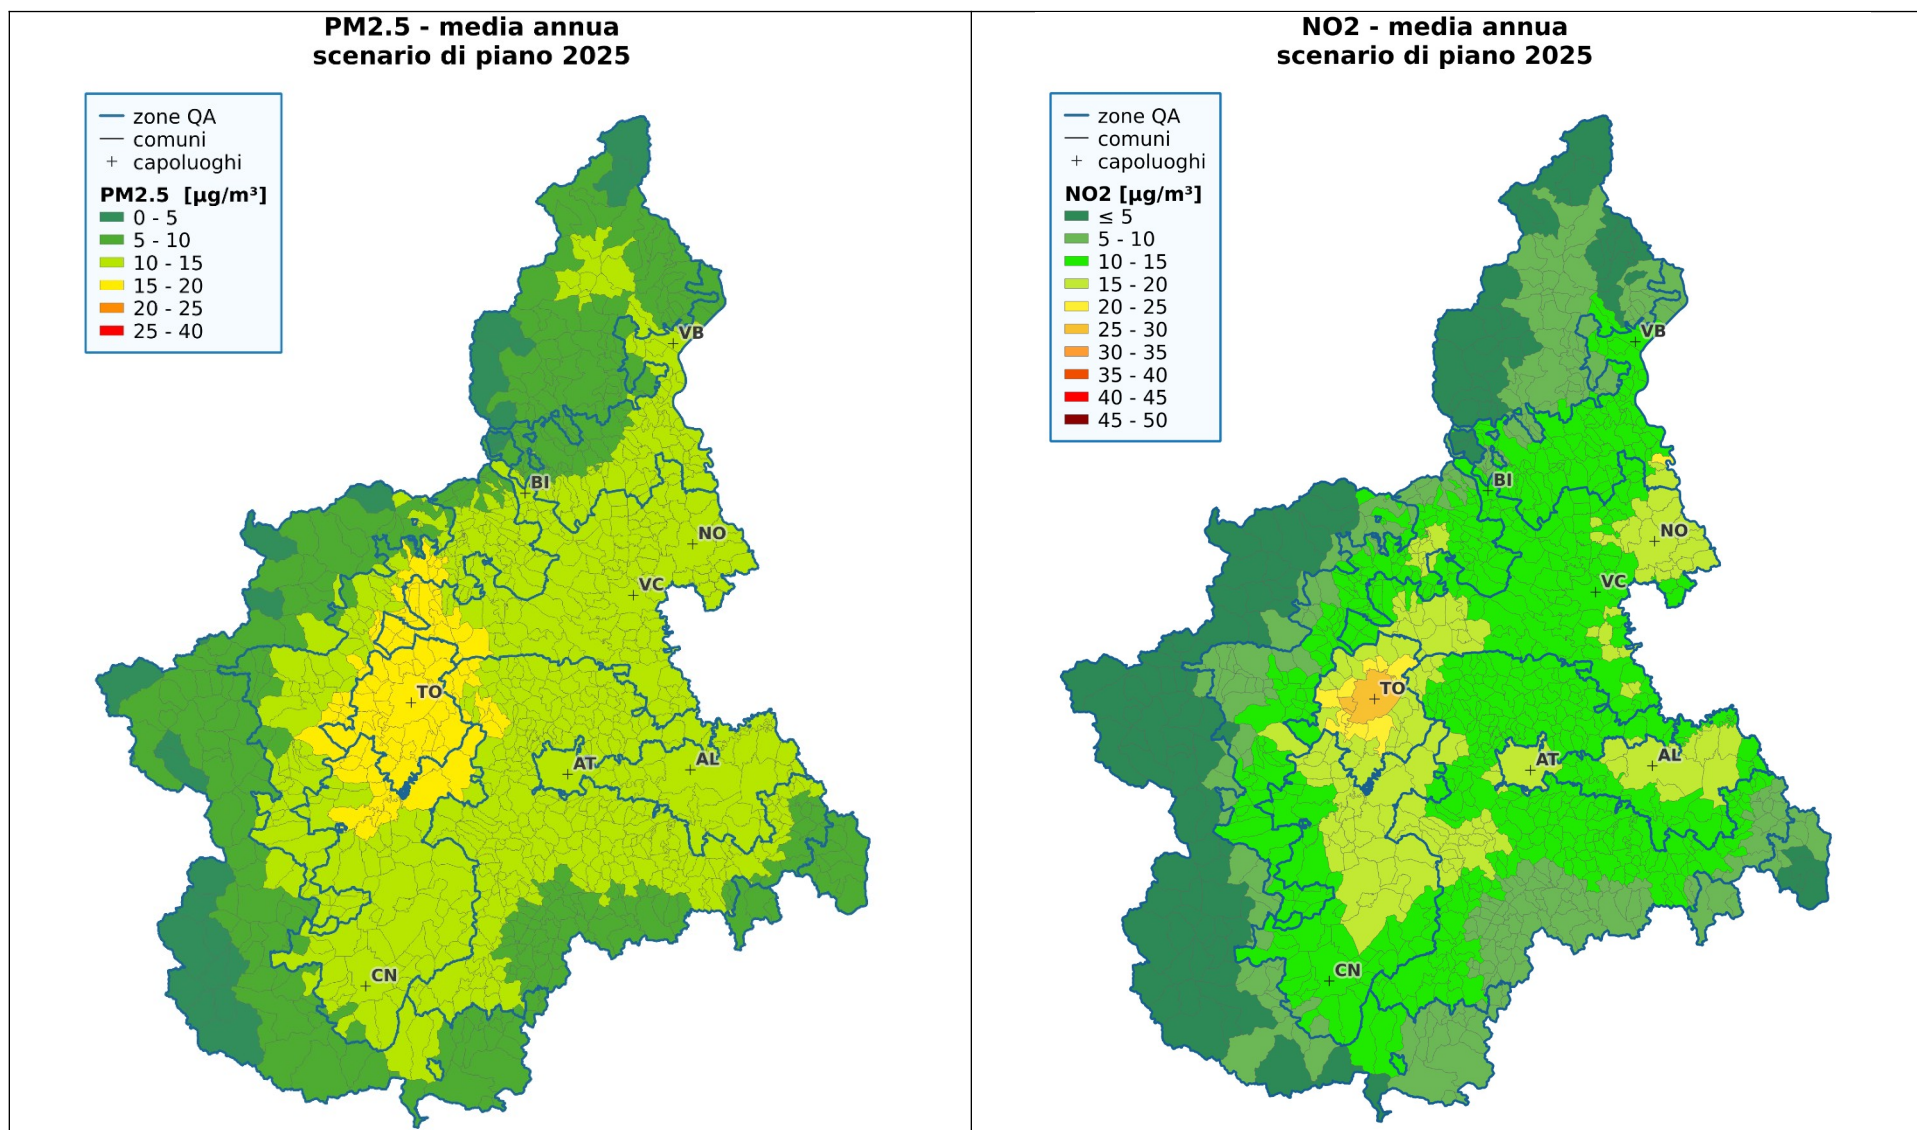 PM2.5 - media annua
scenario di piano 2025
zone QA
comuni
capoluoghi
PM2.5 [µg/m³]
0 - 5
5 - 10
10 - 15
15 - 20
20 - 25
25 - 40
VB
BI
NO
VC
TO
AT
AL
CN
NO2 - media annua
scenario di piano 2025
zone QA
comuni
capoluoghi
NO2 [µg/m³]
≤ 5
5 - 10
10 - 15
15 - 20
20 - 25
25 - 30
30 - 35
35 - 40
40 - 45
45 - 50
VB
BI
NO
VC
TO
AT
AL
CN